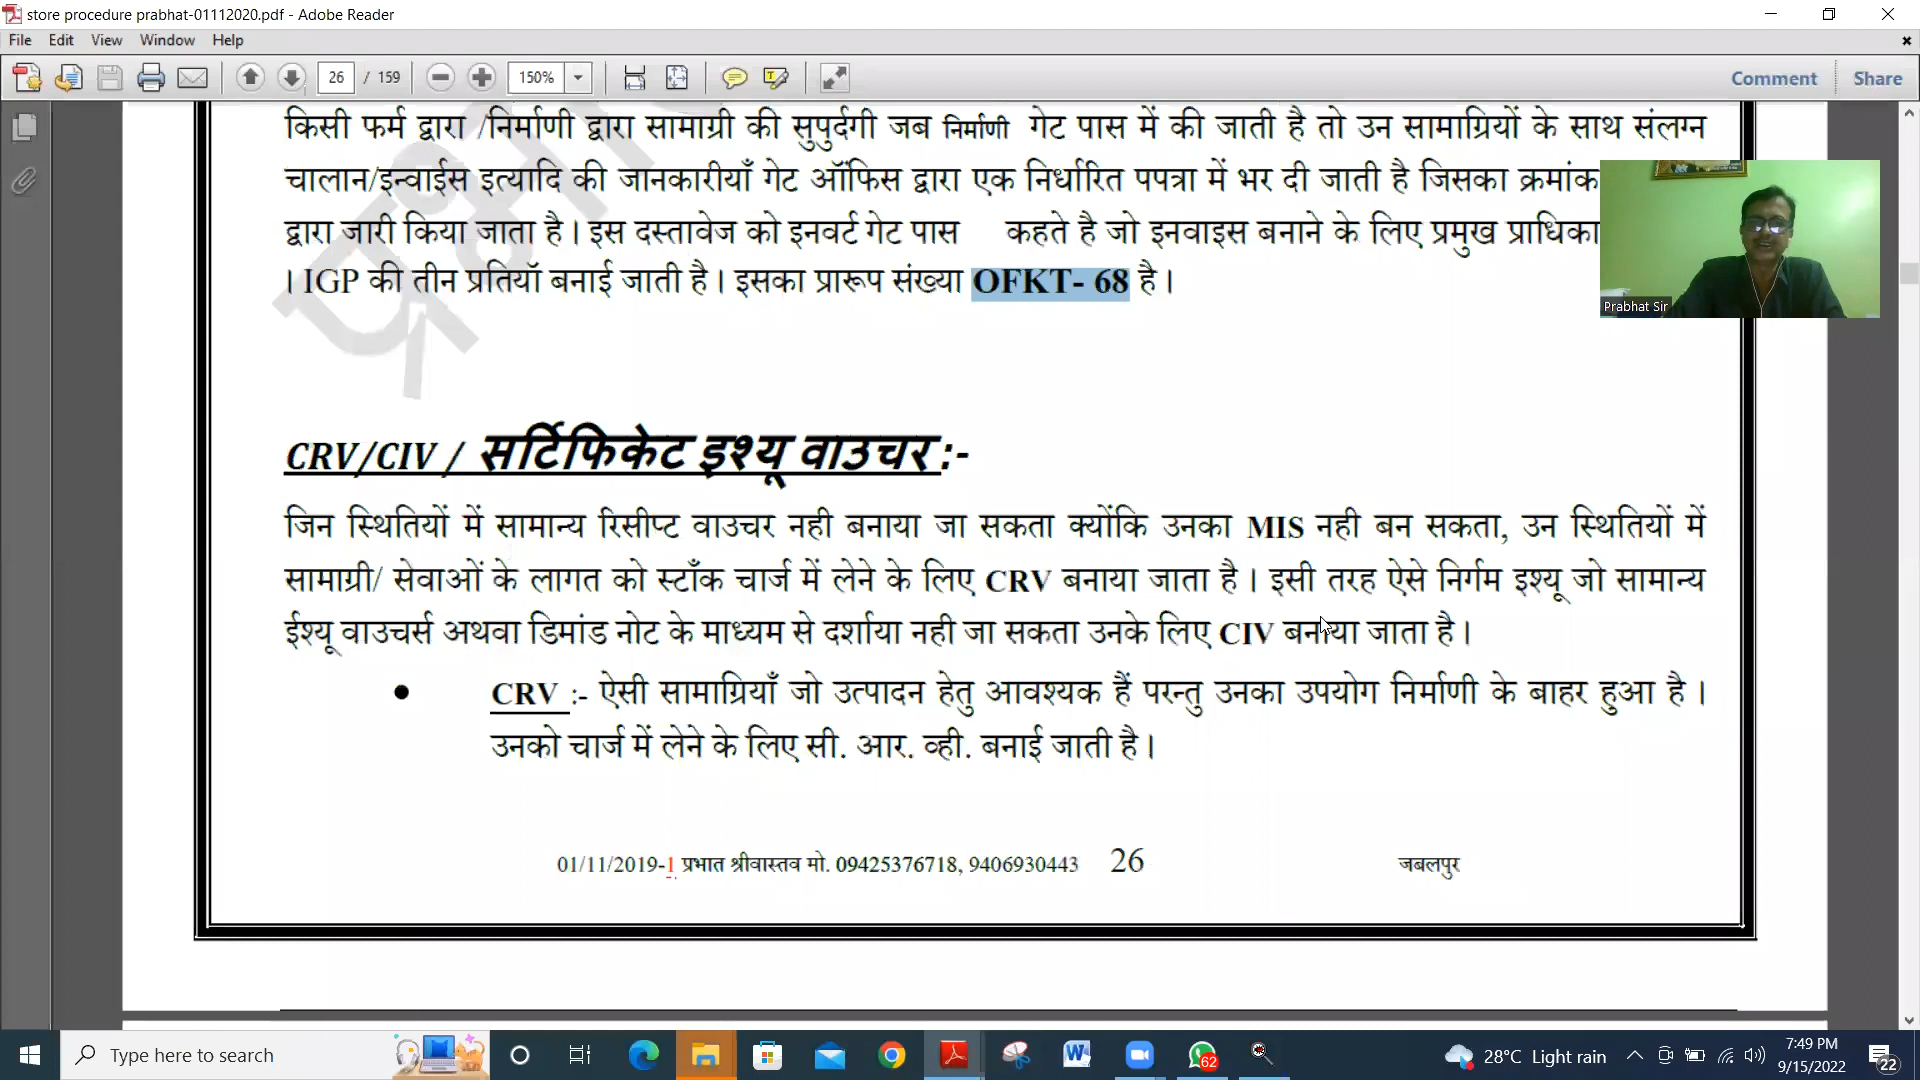 store procedure prabhat-01112020.pdf - Adobe Reader
File Edit View Window Help
26 / 159 150% Comment Share
किसी फर्म द्वारा /निर्माणी द्वारा सामाग्री की सुपुर्दगी जब निर्माणी गेट पास में की जाती है तो उन सामाग्रियों के साथ संलग्न
चालान/इन्वाईस इत्यादि की जानकारीयाँ गेट ऑफिस द्वारा एक निर्धारित पपत्रा में भर दी जाती है जिसका क्रमांक
द्वारा जारी किया जाता है। इस दस्तावेज को इनवर्ट गेट पास कहते है जो इनवाइस बनाने के लिए प्रमुख प्राधिका
। IGP की तीन प्रतियॉ बनाई जाती है। इसका प्रारूप संख्या OFKT- 68 है।
Prabhat Sir
CRV/CIV / सर्टिफिकेट इश्यू वाउचर :-
जिन स्थितियों में सामान्य रिसीप्ट वाउचर नही बनाया जा सकता क्योंकि उनका MIS नही बन सकता, उन स्थितियों में
सामाग्री/ सेवाओं के लागत को स्टाँक चार्ज में लेने के लिए CRV बनाया जाता है। इसी तरह ऐसे निर्गम इश्यू जो सामान्य
ईश्यू वाउचर्स अथवा डिमांड नोट के माध्यम से दर्शाया नही जा सकता उनके लिए CIV बनाया जाता है।
● CRV :- ऐसी सामाग्रियाँ जो उत्पादन हेतु आवश्यक हैं परन्तु उनका उपयोग निर्माणी के बाहर हुआ है।
उनको चार्ज में लेने के लिए सी. आर. व्ही. बनाई जाती है।
01/11/2019-1 प्रभात श्रीवास्तव मो. 09425376718, 9406930443 26 जबलपुर
Type here to search
62
28°C Light rain
7:49 PM
9/15/2022
22